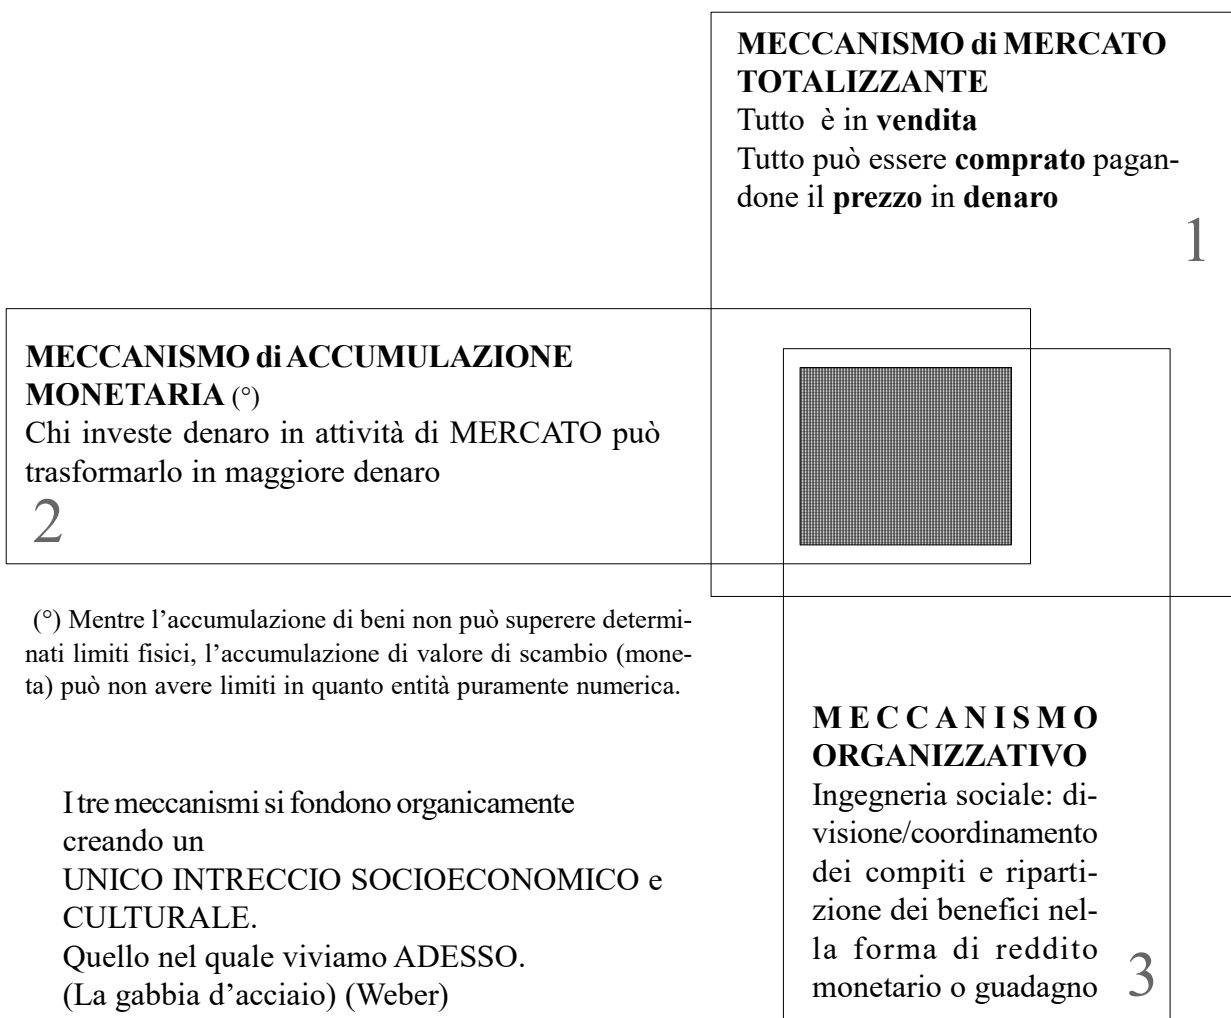 MECCANISMO di MERCATO
TOTALIZZANTE
Tutto è in vendita
Tutto può essere comprato pagan-
done il prezzo in denaro
1
MECCANISMO di ACCUMULAZIONE
MONETARIA (°)
Chi investe denaro in attività di MERCATO può
trasformarlo in maggiore denaro
2
(°) Mentre l’accumulazione di beni non può superere determi-
nati limiti fisici, l’accumulazione di valore di scambio (mone-
ta) può non avere limiti in quanto entità puramente numerica.
I tre meccanismi si fondono organicamente
creando un
UNICO INTRECCIO SOCIOECONOMICO e
CULTURALE.
Quello nel quale viviamo ADESSO.
(La gabbia d’acciaio) (Weber)
MECCANISMO
ORGANIZZATIVO
Ingegneria sociale: di-
visione/coordinamento
dei compiti e riparti-
zione dei benefici nel-
la forma di reddito
monetario o guadagno
3